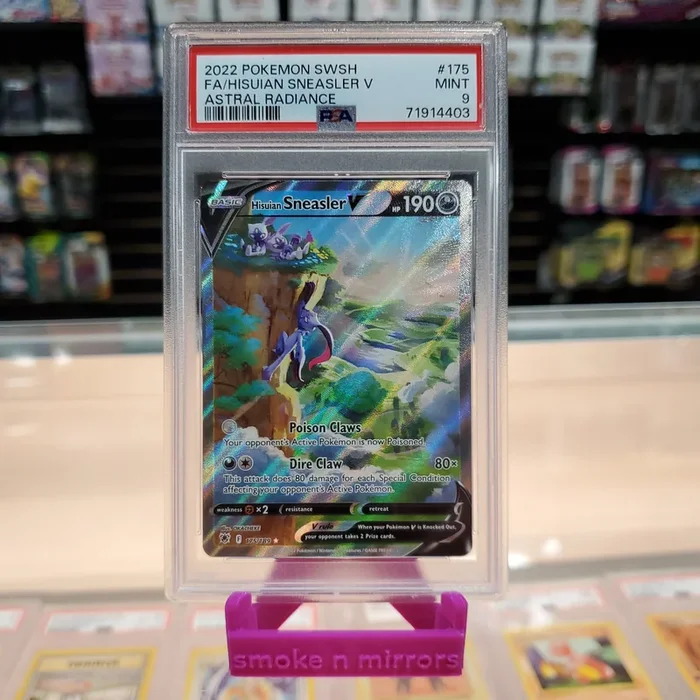 2022 POKEMON SWSH #175
FA/HISUIAN SNEASLER V MINT
ASTRAL RADIANCE 9
PSA 71914403
BASIC Hisuian Sneasler V HP 190
Poison Claws
Your opponent's Active Pokémon is now Poisoned.
Dire Claw 80×
This attack does 80 damage for each Special Condition
affecting your opponent's Active Pokémon.
weakness ×2 resistance retreat
V rule When your Pokémon V is Knocked Out,
your opponent takes 2 Prize cards.
F 175/189
smoke n mirrors